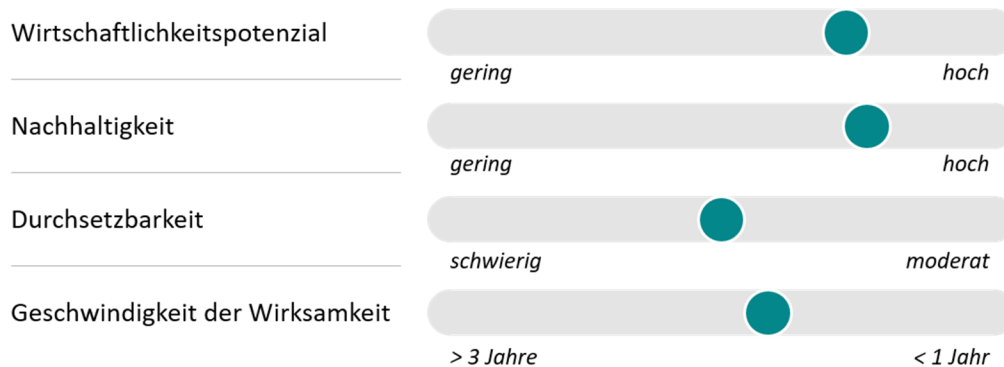 Wirtschaftlichkeitspotenzial
gering hoch
Nachhaltigkeit
gering hoch
Durchsetzbarkeit
schwierig moderat
Geschwindigkeit der Wirksamkeit
> 3 Jahre < 1 Jahr